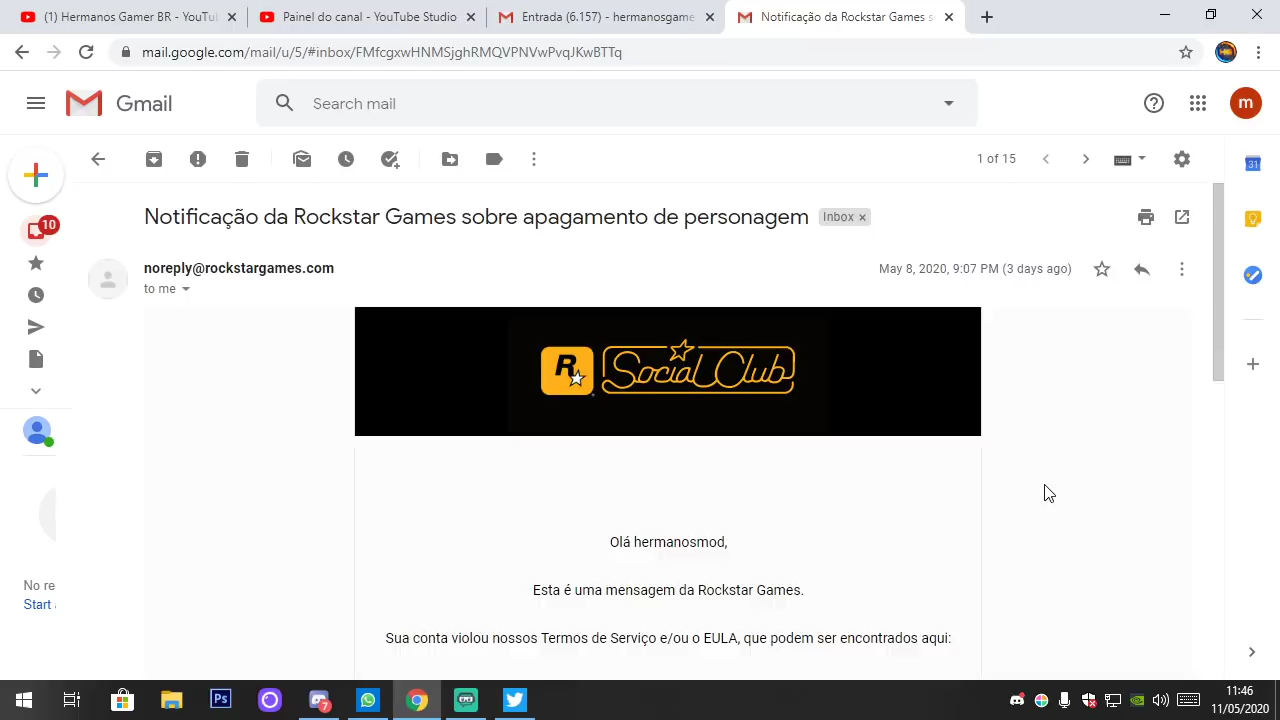 (1) Hermanos Gamer BR - YouTu
Painel do canal - YouTube Studio
Entrada (6.157) - hermanosgame
Notificação da Rockstar Games s
mail.google.com/mail/u/5/#inbox/FMfcgxwHNMSjghRMQVPNVwPvqJKwBTTq
Gmail
Search mail
m
1 of 15
31
10
Notificação da Rockstar Games sobre apagamento de personagem
Inbox x
noreply@rockstargames.com
May 8, 2020, 9:07 PM (3 days ago)
to me
R
Social Club
Olá hermanosmod,
Esta é uma mensagem da Rockstar Games.
No re
Start
Sua conta violou nossos Termos de Serviço e/ou o EULA, que podem ser encontrados aqui:
Ps
7
11:46
11/05/2020